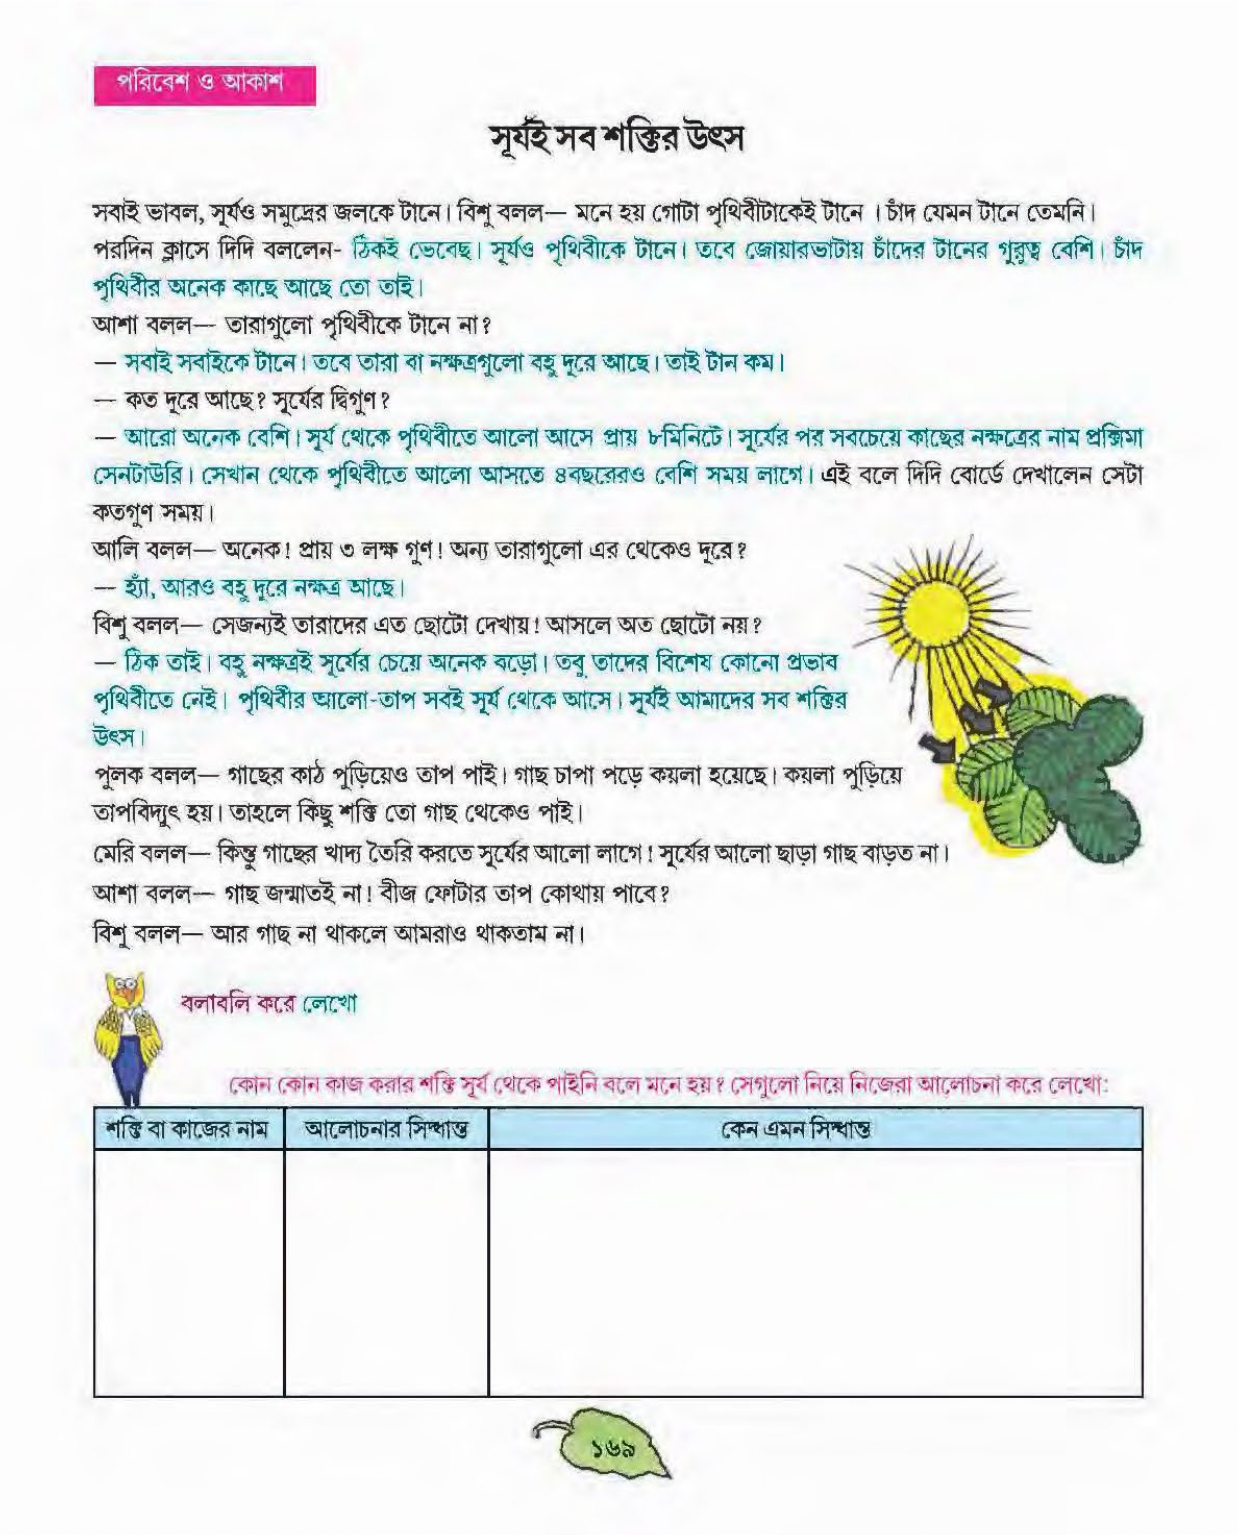 পরিবেশ ও আকাশ
সূর্যই সব শক্তির উৎস
সবাই ভাবল, সূর্যও সমুদ্রের জলকে টানে। বিশু বলল— মনে হয় গোটা পৃথিবীটাকেই টানে । চাঁদ যেমন টানে তেমনি।
পরদিন ক্লাসে দিদি বললেন- ঠিকই ভেবেছ। সূর্যও পৃথিবীকে টানে। তবে জোয়ারভাটায় চাঁদের টানের গুরুত্ব বেশি। চাঁদ
পৃথিবীর অনেক কাছে আছে তো তাই।
আশা বলল— তারাগুলো পৃথিবীকে টানে না?
— সবাই সবাইকে টানে। তবে তারা বা নক্ষত্রগুলো বহু দূরে আছে। তাই টান কম।
— কত দূরে আছে? সূর্যের দ্বিগুণ?
— আরো অনেক বেশি। সূর্য থেকে পৃথিবীতে আলো আসে প্রায় ৮মিনিটে। সূর্যের পর সবচেয়ে কাছের নক্ষত্রের নাম প্রক্সিমা
সেনটাউরি। সেখান থেকে পৃথিবীতে আলো আসতে ৪বছরেরও বেশি সময় লাগে। এই বলে দিদি বোর্ডে দেখালেন সেটা
কতগুণ সময়।
আলি বলল— অনেক! প্রায় ৩ লক্ষ গুণ! অন্য তারাগুলো এর থেকেও দূরে?
— হ্যাঁ, আরও বহু দূরে নক্ষত্র আছে।
বিশু বলল— সেজন্যই তারাদের এত ছোটো দেখায়! আসলে অত ছোটো নয়?
— ঠিক তাই। বহু নক্ষত্রই সূর্যের চেয়ে অনেক বড়ো। তবু তাদের বিশেষ কোনো প্রভাব
পৃথিবীতে নেই। পৃথিবীর আলো-তাপ সবই সূর্য থেকে আসে। সূর্যই আমাদের সব শক্তির
উৎস।
পুলক বলল— গাছের কাঠ পুড়িয়েও তাপ পাই। গাছ চাপা পড়ে কয়লা হয়েছে। কয়লা পুড়িয়ে
তাপবিদ্যুৎ হয়। তাহলে কিছু শক্তি তো গাছ থেকেও পাই।
মেরি বলল— কিন্তু গাছের খাদ্য তৈরি করতে সূর্যের আলো লাগে! সূর্যের আলো ছাড়া গাছ বাড়ত না।
আশা বলল— গাছ জন্মাতই না! বীজ ফোটার তাপ কোথায় পাবে?
বিশু বলল— আর গাছ না থাকলে আমরাও থাকতাম না।
বলাবলি করে লেখো
কোন কোন কাজ করার শক্তি সূর্য থেকে পাইনি বলে মনে হয়? সেগুলো নিয়ে নিজেরা আলোচনা করে লেখো:
শক্তি বা কাজের নাম আলোচনার সিদ্ধান্ত কেন এমন সিদ্ধান্ত
১৬৯